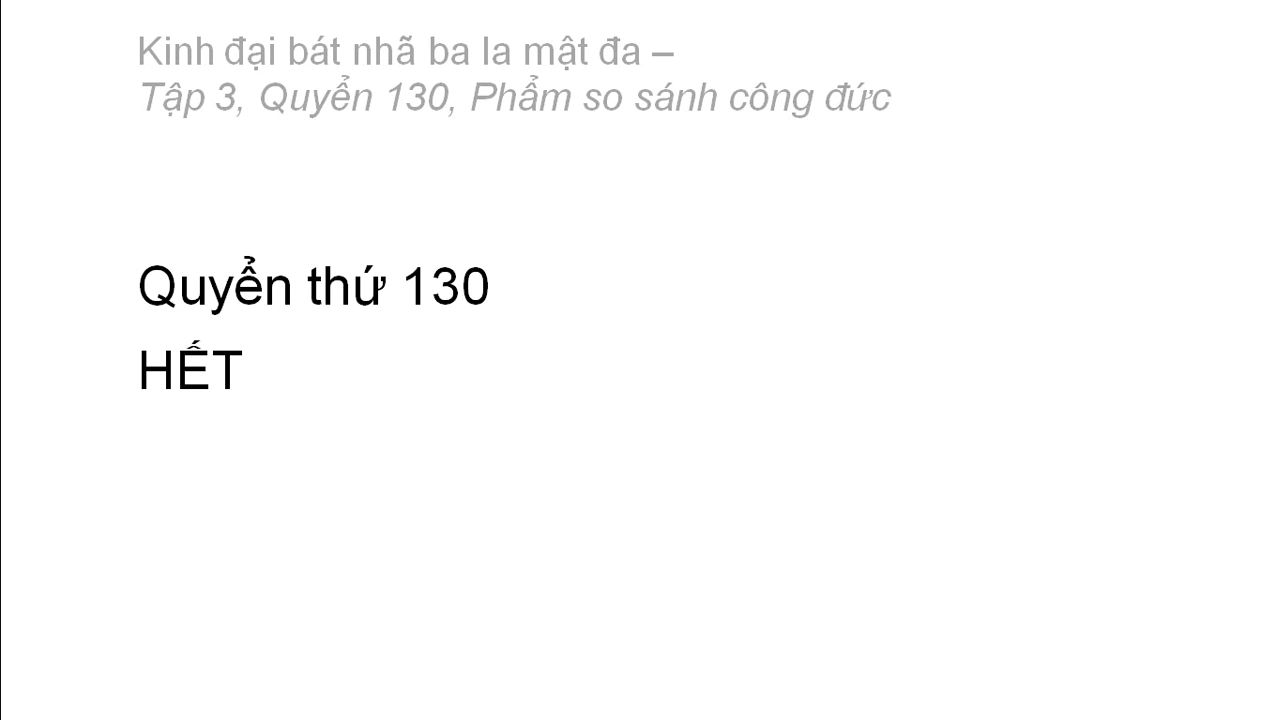 Kinh đại bát nhã ba la mật đa –
Tập 3, Quyển 130, Phẩm so sánh công đức
Quyển thứ 130
HẾT